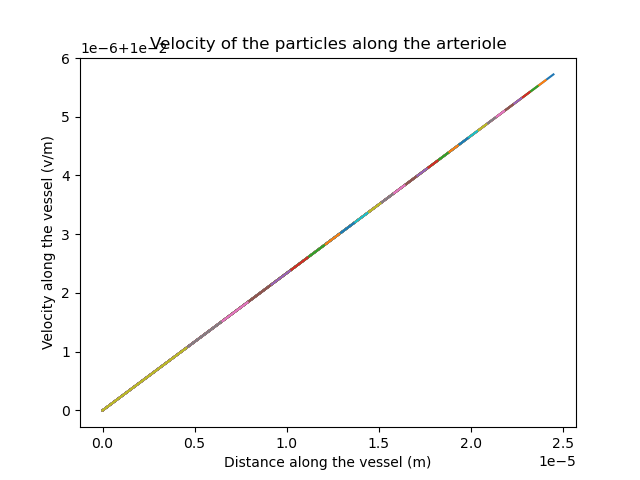 Velocity of the particles along the arteriole
1e−6+1e−2
6
5
4
3
2
1
0
Velocity along the vessel (v/m)
0.0 0.5 1.0 1.5 2.0 2.5
1e−5
Distance along the vessel (m)